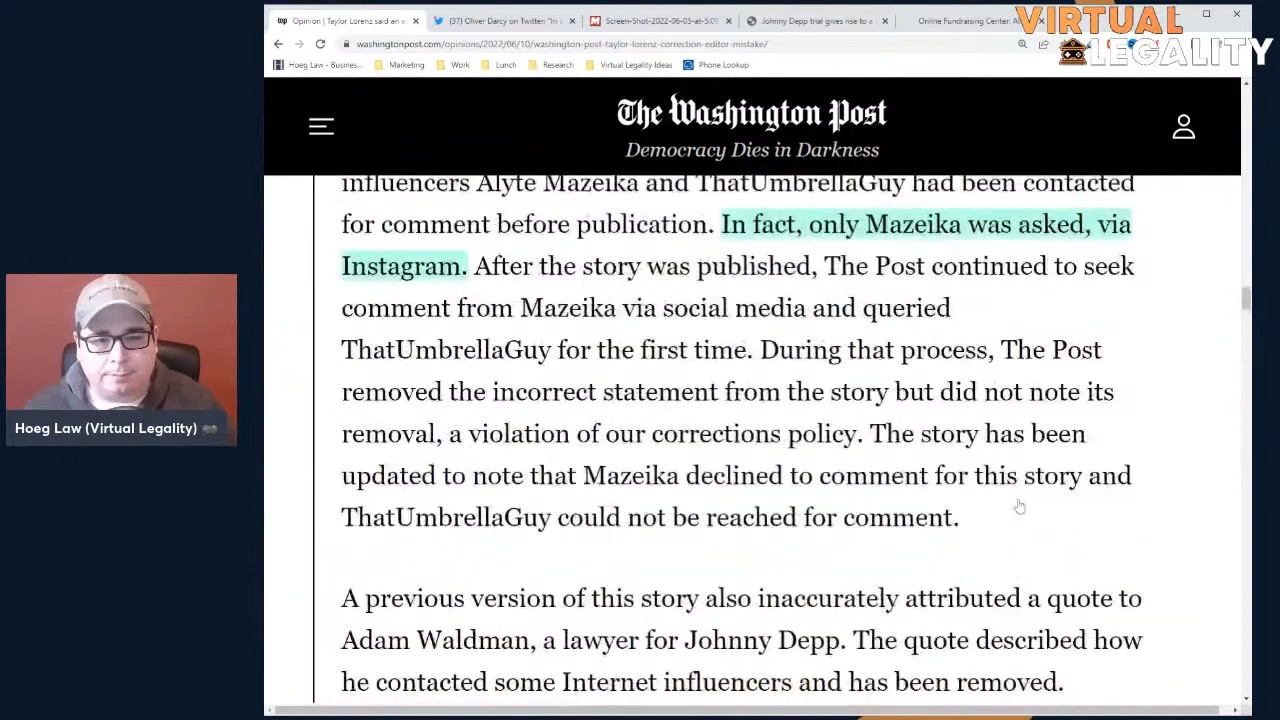 Opinion | Taylor Lorenz said an e
(37) Oliver Darcy on Twitter: "In a
Screen-Shot-2022-06-05-at-5.09
Johnny Depp trial gives rise to a
Online Fundraising Center: Al
VIRTUAL
LEGALITY
washingtonpost.com/opinions/2022/06/10/washington-post-taylor-lorenz-correction-editor-mistake/
Hoeg Law - Busines...
Marketi
Work
Lunch
Research
Virtual Legality Ideas
Phone Lookup
The Washington Post
Democracy Dies in Darkness
influencers Alyte Mazeika and ThatUmbrellaGuy had been contacted
for comment before publication. In fact, only Mazeika was asked, via
Instagram. After the story was published, The Post continued to seek
comment from Mazeika via social media and queried
ThatUmbrellaGuy for the first time. During that process, The Post
removed the incorrect statement from the story but did not note its
removal, a violation of our corrections policy. The story has been
updated to note that Mazeika declined to comment for this story and
ThatUmbrellaGuy could not be reached for comment.
A previous version of this story also inaccurately attributed a quote to
Adam Waldman, a lawyer for Johnny Depp. The quote described how
he contacted some Internet influencers and has been removed.
Hoeg Law (Virtual Legality)